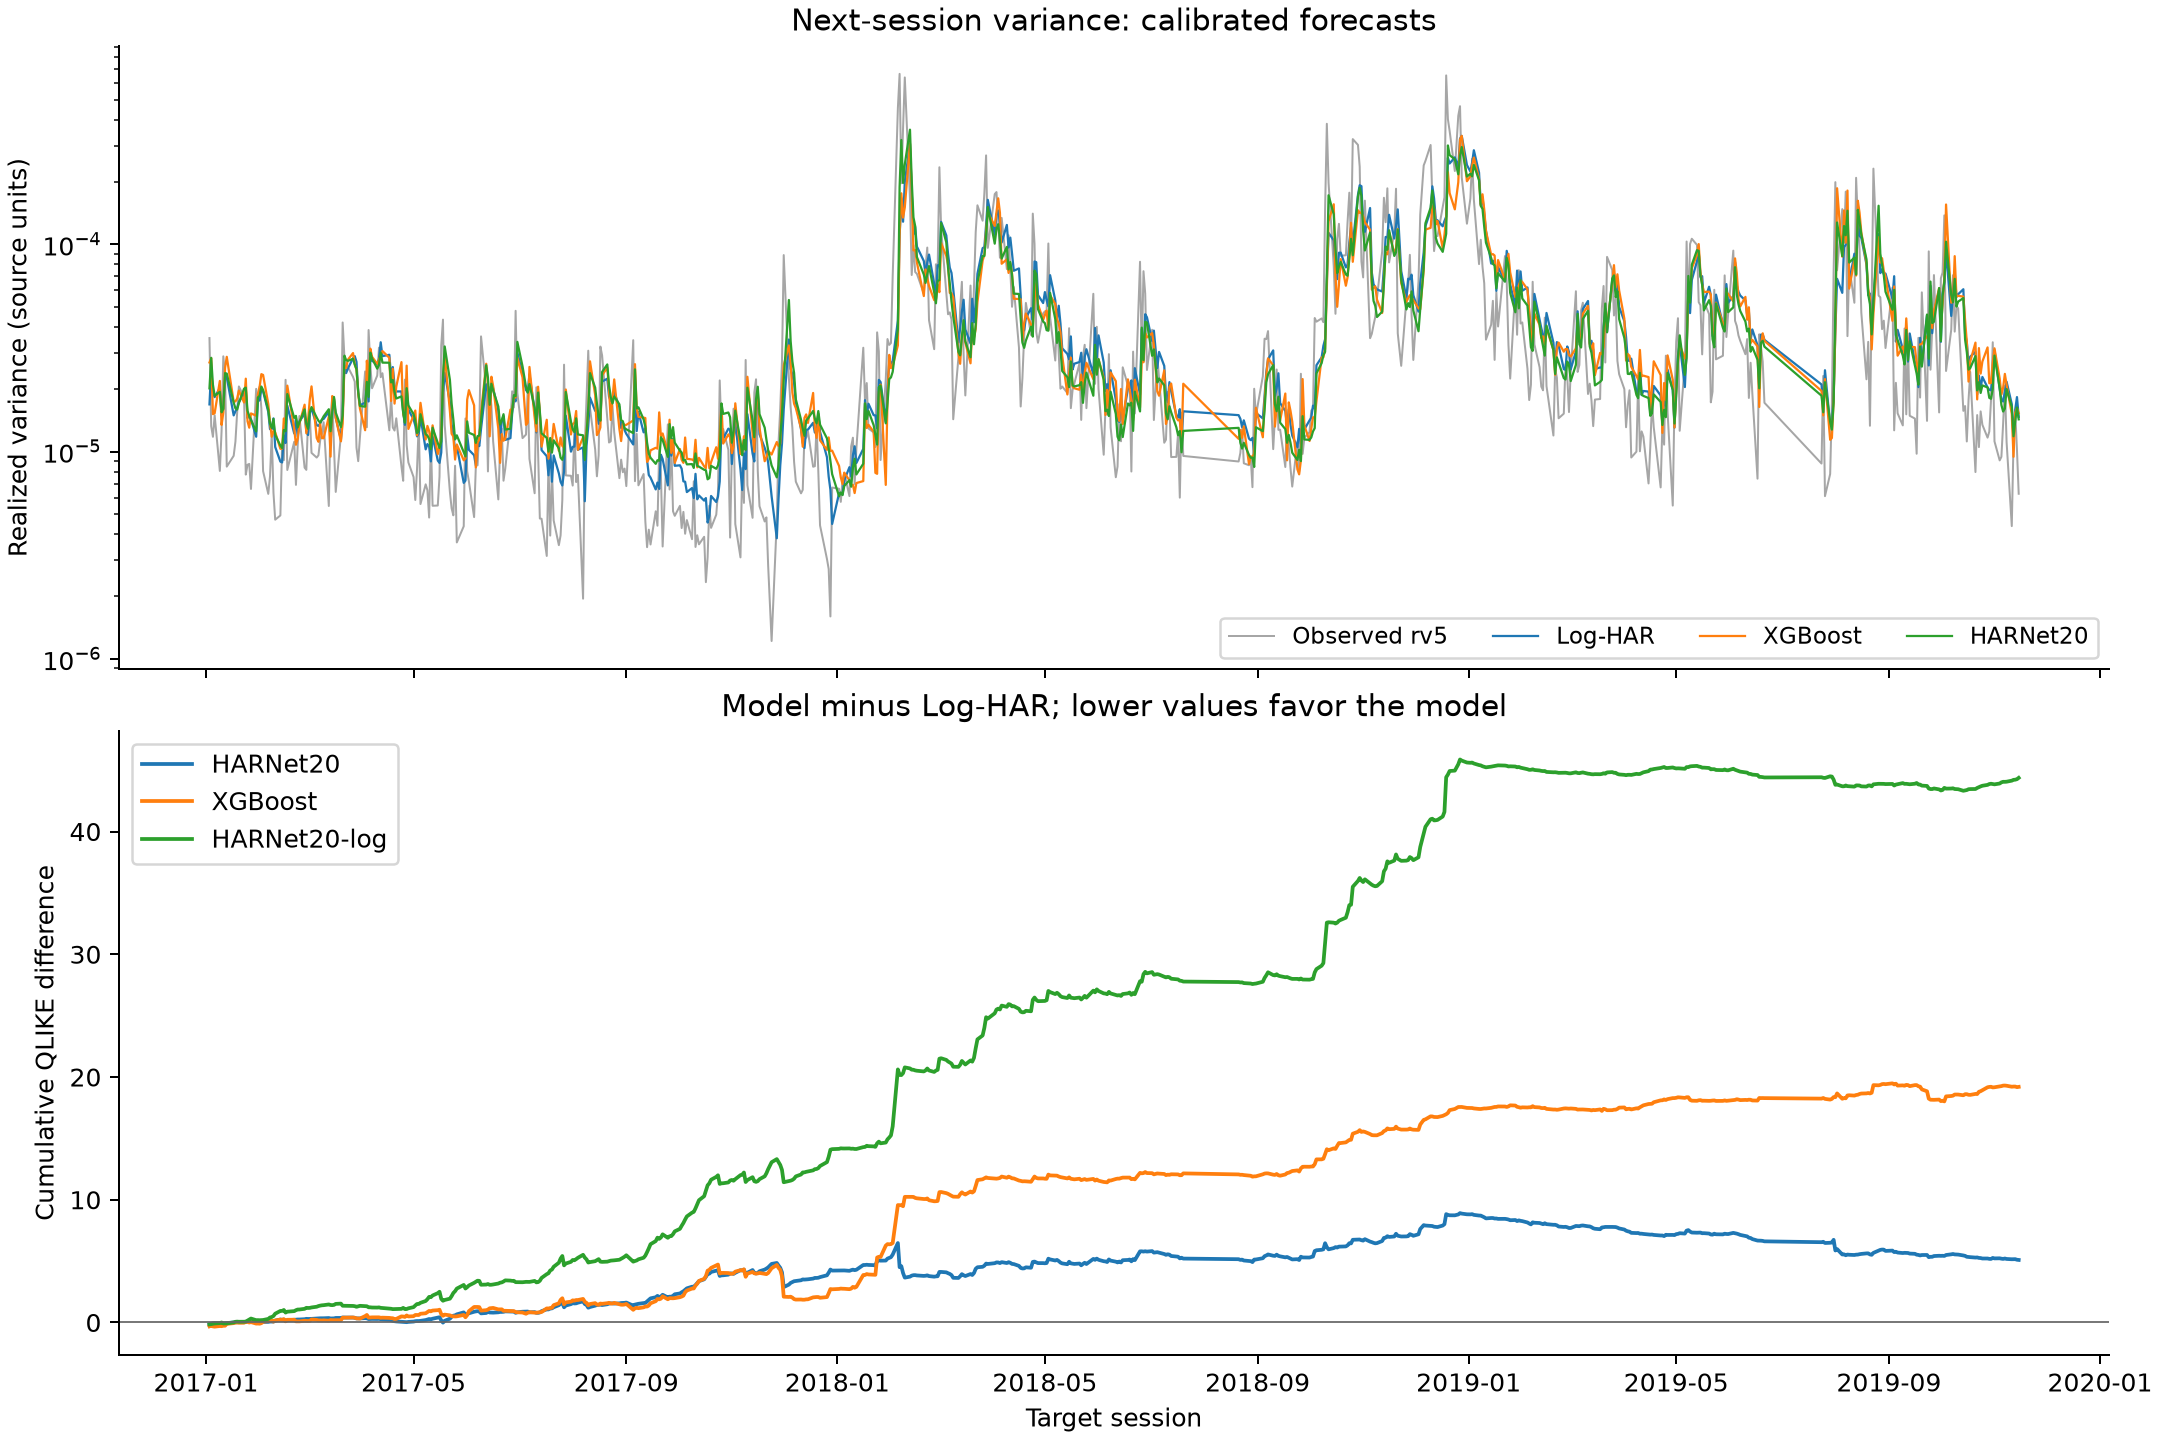 Next-session variance: calibrated forecasts
Realized variance (source units)
10⁻⁴
10⁻⁵
10⁻⁶
Observed rv5
Log-HAR
XGBoost
HARNet20
Model minus Log-HAR; lower values favor the model
Cumulative QLIKE difference
HARNet20
XGBoost
HARNet20-log
40
30
20
10
0
2017-01
2017-05
2017-09
2018-01
2018-05
2018-09
2019-01
2019-05
2019-09
2020-01
Target session